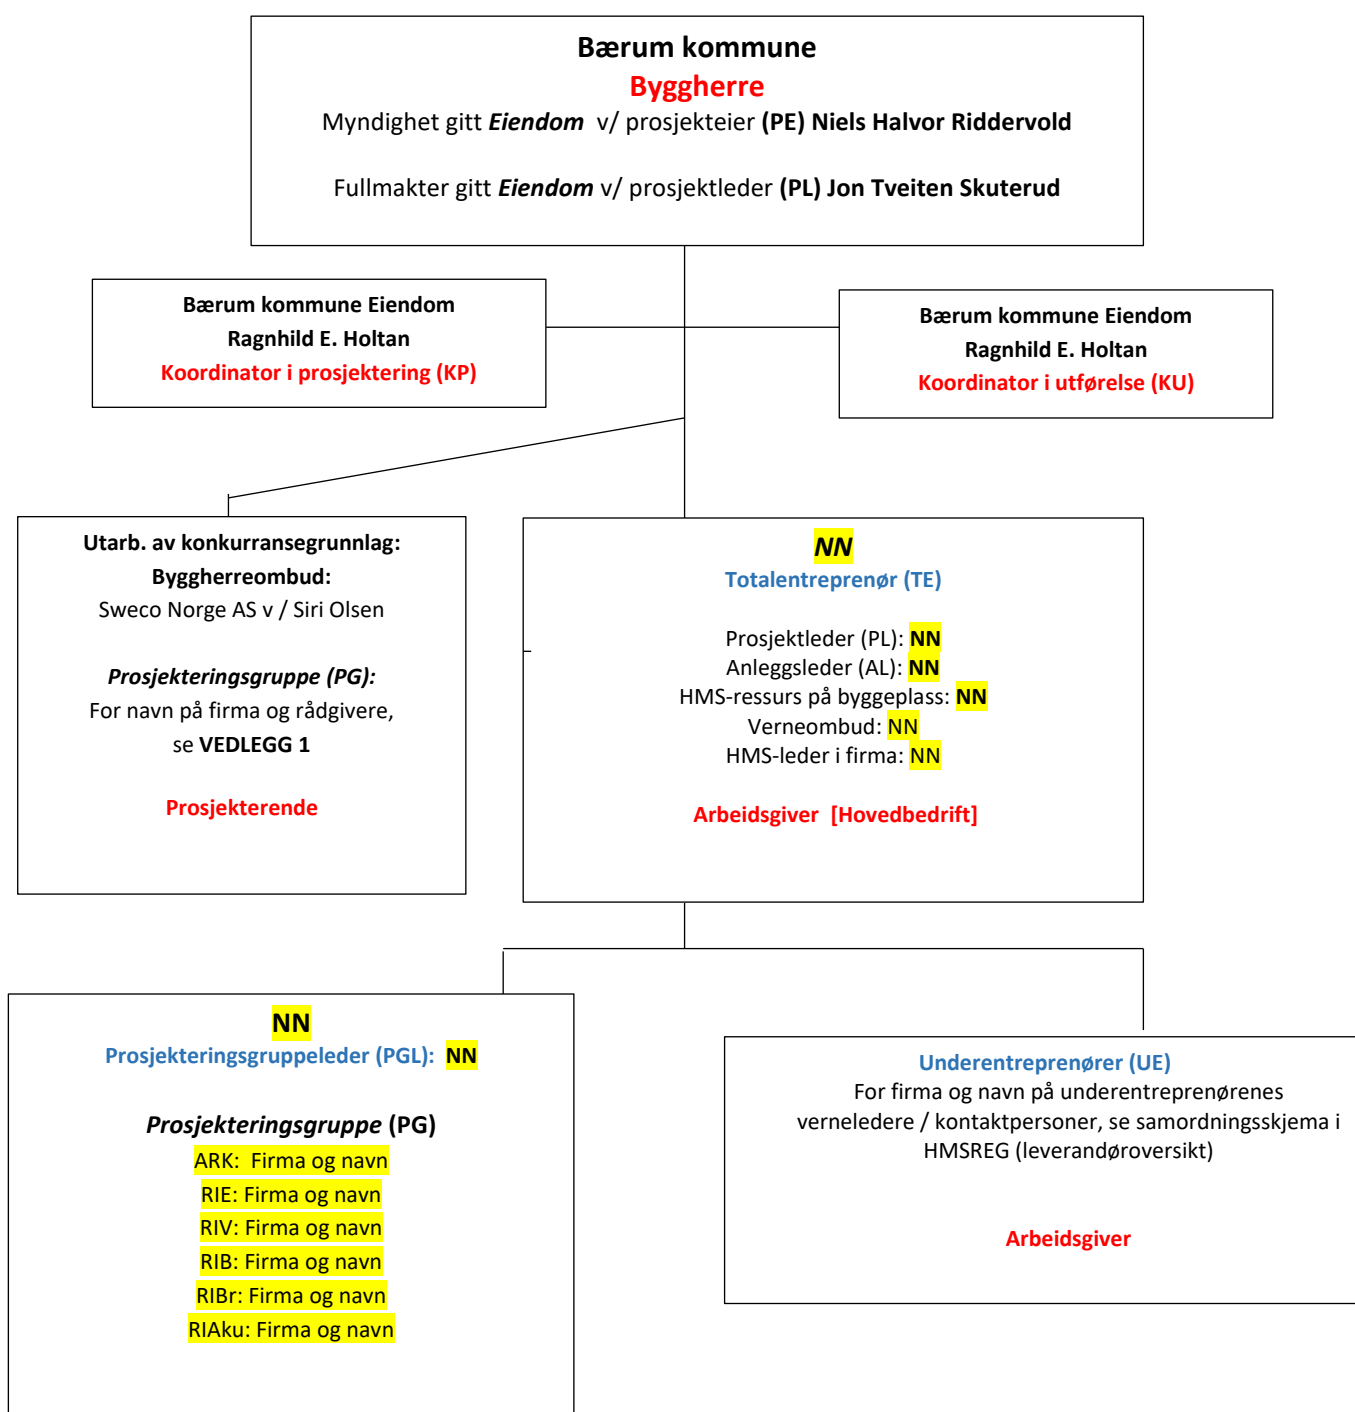 Bærum kommune
Byggherre
Myndighet gitt Eiendom v/ prosjekteier (PE) Niels Halvor Riddervold
Fullmakter gitt Eiendom v/ prosjektleder (PL) Jon Tveiten Skuterud
Bærum kommune Eiendom
Ragnhild E. Holtan
Koordinator i prosjektering (KP)
Bærum kommune Eiendom
Ragnhild E. Holtan
Koordinator i utførelse (KU)
Utarb. av konkurransegrunnlag:
Byggherreombud:
Sweco Norge AS v / Siri Olsen
Prosjekteringsgruppe (PG):
For navn på firma og rådgivere,
se VEDLEGG 1
Prosjekterende
NN
Totalentreprenør (TE)
Prosjektleder (PL): NN
Anleggsleder (AL): NN
HMS-ressurs på byggeplass: NN
Verneombud: NN
HMS-leder i firma: NN
Arbeidsgiver [Hovedbedrift]
NN
Prosjekteringsgruppeleder (PGL): NN
Prosjekteringsgruppe (PG)
ARK: Firma og navn
RIE: Firma og navn
RIV: Firma og navn
RIB: Firma og navn
RIBr: Firma og navn
RIAku: Firma og navn
Underentreprenører (UE)
For firma og navn på underentreprenørenes
verneledere / kontaktpersoner, se samordningsskjema i
HMSREG (leverandøroversikt)
Arbeidsgiver